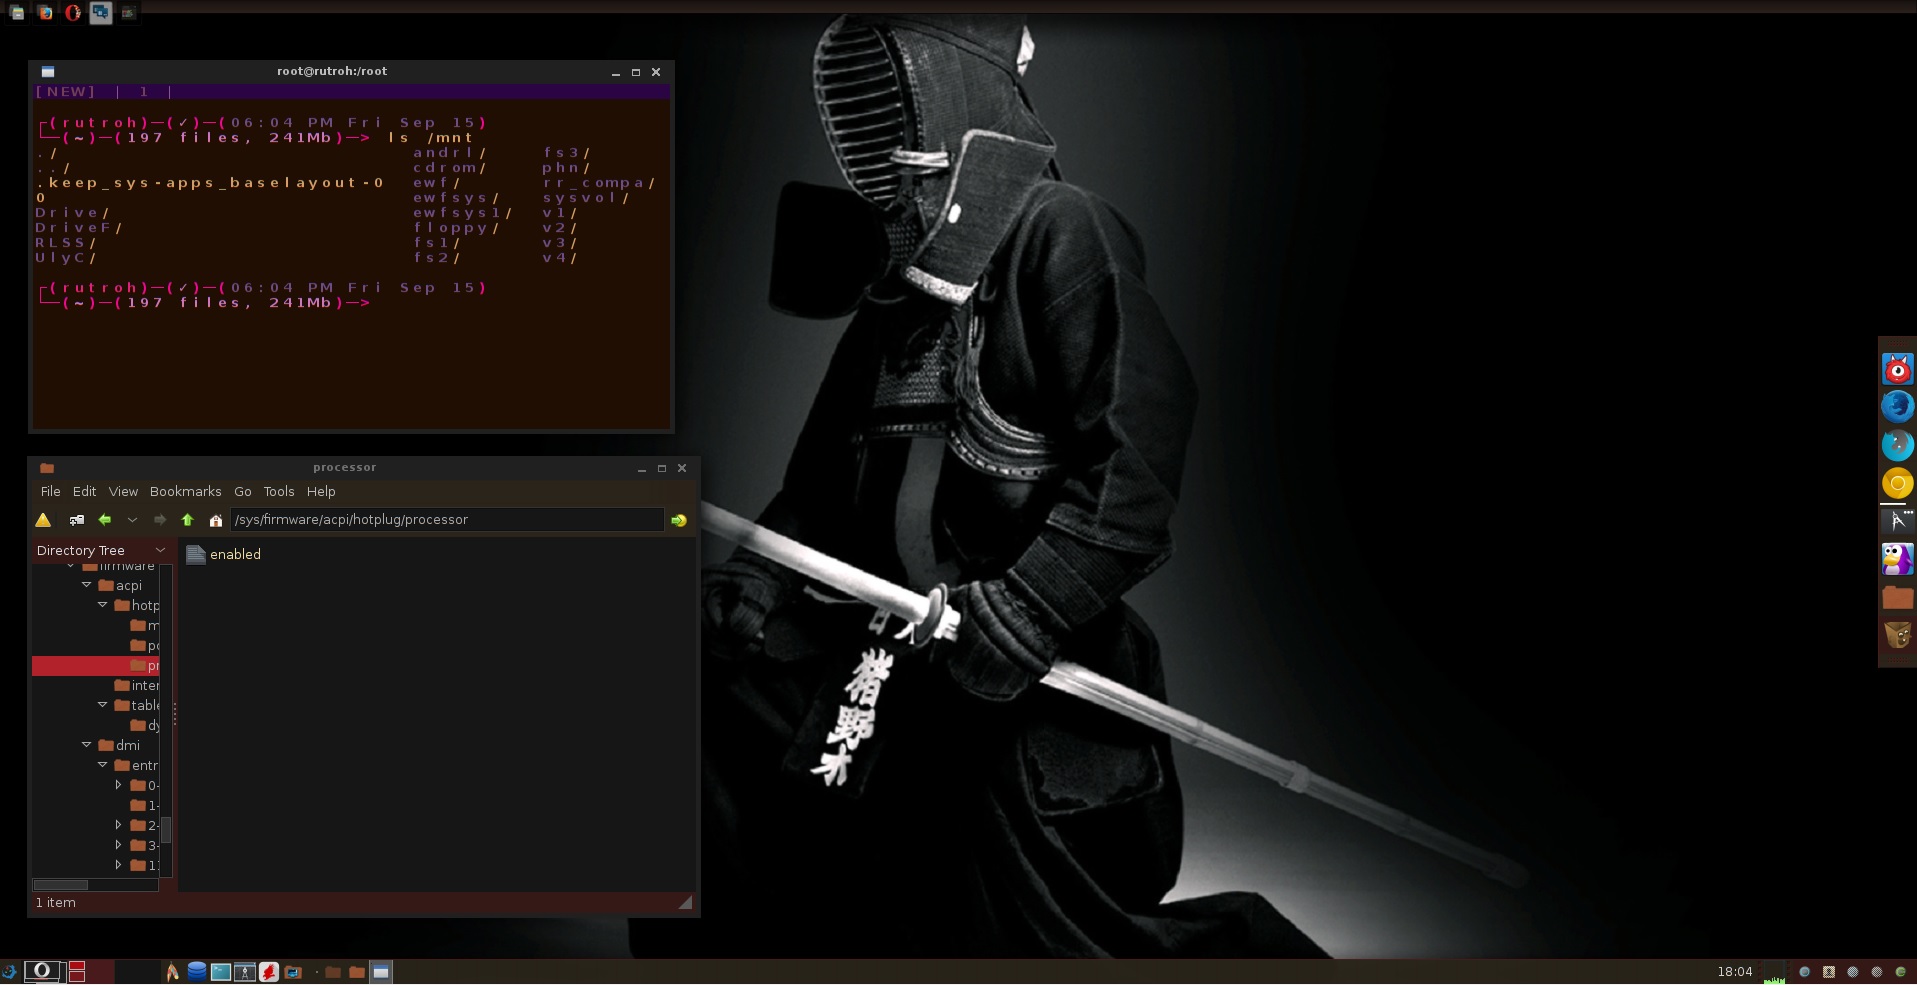 root@rutroh:/root
[NEW] | 1 |
┌(rutroh)─(✓)─(06:04 PM Fri Sep 15)
└─(~)─(197 files, 241Mb)─> ls /mnt
./ andrl/ fs3/
../ cdrom/ phn/
.keep_sys-apps_baselayout-0 ewf/ rr_compa/
0 ewfsys/ sysvol/
Drive/ ewfsys1/ v1/
DriveF/ floppy/ v2/
RLSS/ fs1/ v3/
UlyC/ fs2/ v4/
┌(rutroh)─(✓)─(06:04 PM Fri Sep 15)
└─(~)─(197 files, 241Mb)─>
processor
File Edit View Bookmarks Go Tools Help
/sys/firmware/acpi/hotplug/processor
Directory Tree
enabled
firmware
acpi
hotp
m
po
pr
inter
table
dy
dmi
entr
0-
1-
2-
3-
1
1 item
猪野木
18:04